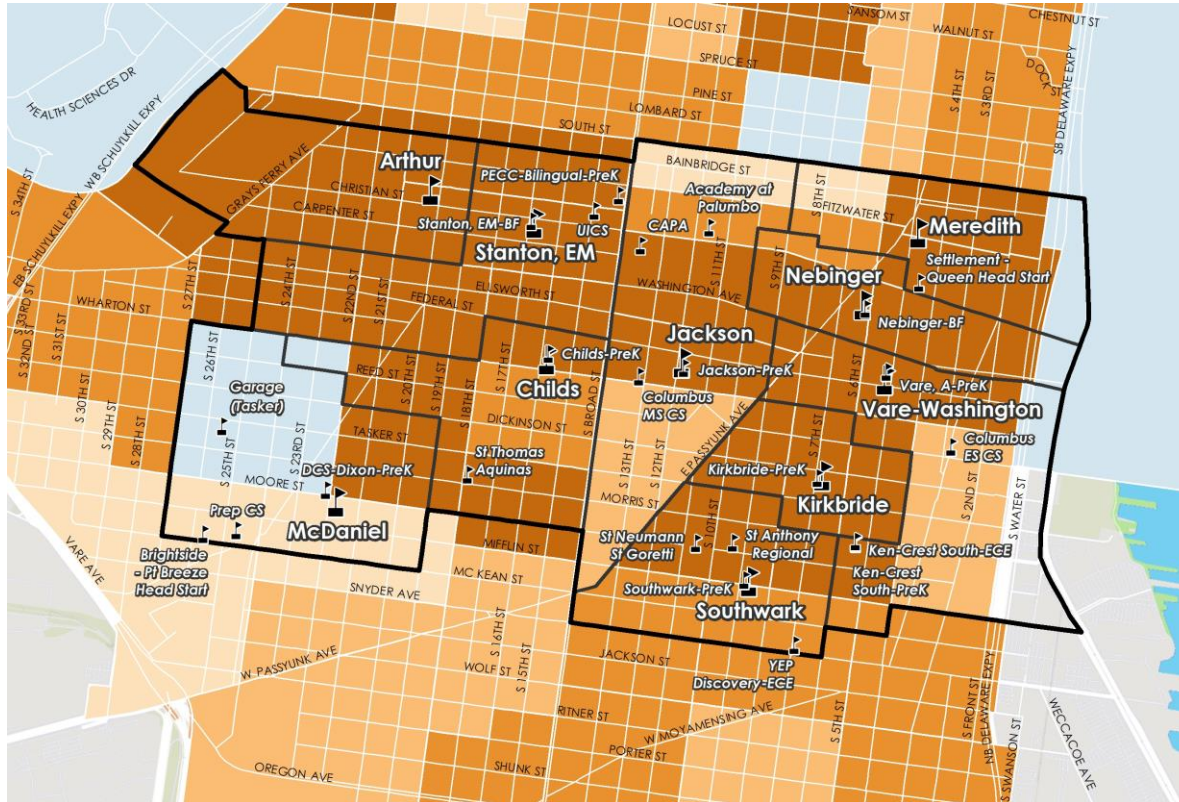 SANSOM ST
CHESTNUT ST
LOCUST ST
WALNUT ST
SPRUCE ST
DOCK ST
HEALTH SCIENCES DR
PINE ST
S 4TH ST
S 3RD ST
LOMBARD ST
SB DELAWARE EXPY
WB SCHUYLKILL EXPY
SOUTH ST
BAINBRIDGE ST
Arthur
PECC-Bilingual-PreK
Academy at
Palumbo
S 8TH ST
FITZWATER ST
S 34TH ST
GRAYS FERRY AVE
CHRISTIAN ST
CARPENTER ST
Stanton, EM-BF
UICS
CAPA
Meredith
Stanton, EM
S 11TH ST
S 9TH ST
Settlement -
Queen Head Start
EB SCHUYLKILL EXPY
Nebinger
S 27TH ST
S 24TH ST
S 22ND ST
S 21ST ST
ELLSWORTH ST
WASHINGTON AVE
WHARTON ST
FEDERAL ST
S 33RD ST
S 32ND ST
S 31ST ST
Nebinger-BF
Jackson
Childs-PreK
Jackson-PreK
S 26TH ST
REED ST
S 20TH ST
S 19TH ST
S 17TH ST
S BROAD ST
S 6TH ST
Vare, A-PreK
Childs
Columbus
MS CS
Vare-Washington
Garage
(Tasker)
S 30TH ST
S 29TH ST
S 28TH ST
S 18TH ST
DICKINSON ST
E PASSYUNK AVE
TASKER ST
S 25TH ST
S 23RD ST
S 13TH ST
S 12TH ST
S 7TH ST
Columbus
ES CS
St Thomas
Aquinas
DCS-Dixon-PreK
Kirkbride-PreK
MOORE ST
MORRIS ST
Kirkbride
S 2ND ST
S WATER ST
Prep CS
McDaniel
VARE AVE
MIFFLIN ST
St Neumann
St Goretti
S 10TH ST
St Anthony
Regional
Ken-Crest South-ECE
Brightside
- Pt Breeze
Head Start
MC KEAN ST
Ken-Crest
South-PreK
SNYDER AVE
Southwark-PreK
Southwark
S 16TH ST
S 15TH ST
JACKSON ST
YEP
Discovery-ECE
W PASSYUNK AVE
WOLF ST
RITNER ST
W MOYAMENSING AVE
S 5TH ST
S FRONT ST
NB DELAWARE EXPY
S SWANSON ST
WECCACOE AVE
PORTER ST
SHUNK ST
OREGON AVE